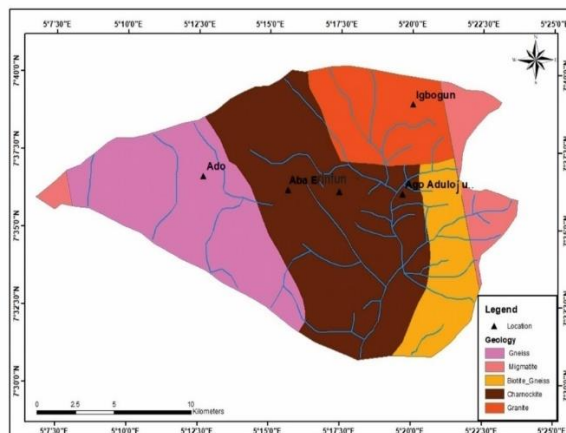 5°7'30"E 5°10'0"E 5°12'30"E 5°15'0"E 5°17'30"E 5°20'0"E 5°22'30"E 5°25'0"E
7°40'0"N
Igbogun
7°37'30"N
Ado
Aba
Ago Aduloju..
7°35'0"N
7°32'30"N
7°30'0"N
Legend
Location
Geology
Gneiss
Migmatite
Biotite_Gneiss
Charnockite
Granite
0 2.5 5 10
Kilometers
5°7'30"E 5°10'0"E 5°12'30"E 5°15'0"E 5°17'30"E 5°20'0"E 5°22'30"E 5°25'0"E